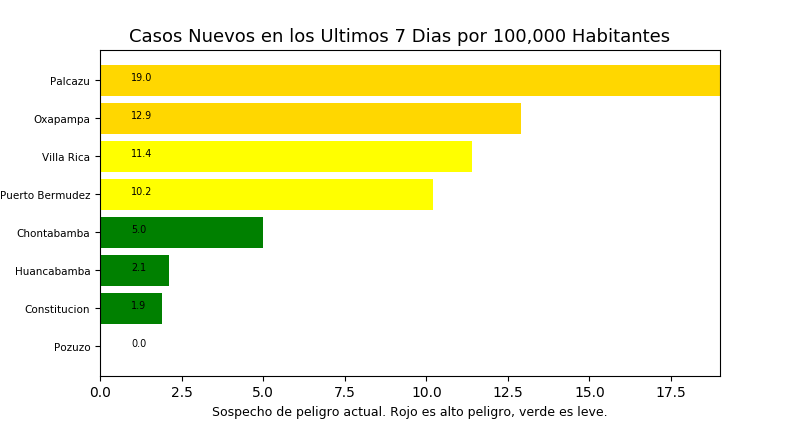 Casos Nuevos en los Ultimos 7 Dias por 100,000 Habitantes
Palcazu 19.0
Oxapampa 12.9
Villa Rica 11.4
Puerto Bermudez 10.2
Chontabamba 5.0
Huancabamba 2.1
Constitucion 1.9
Pozuzo 0.0
0.0 2.5 5.0 7.5 10.0 12.5 15.0 17.5
Sospecho de peligro actual. Rojo es alto peligro, verde es leve.